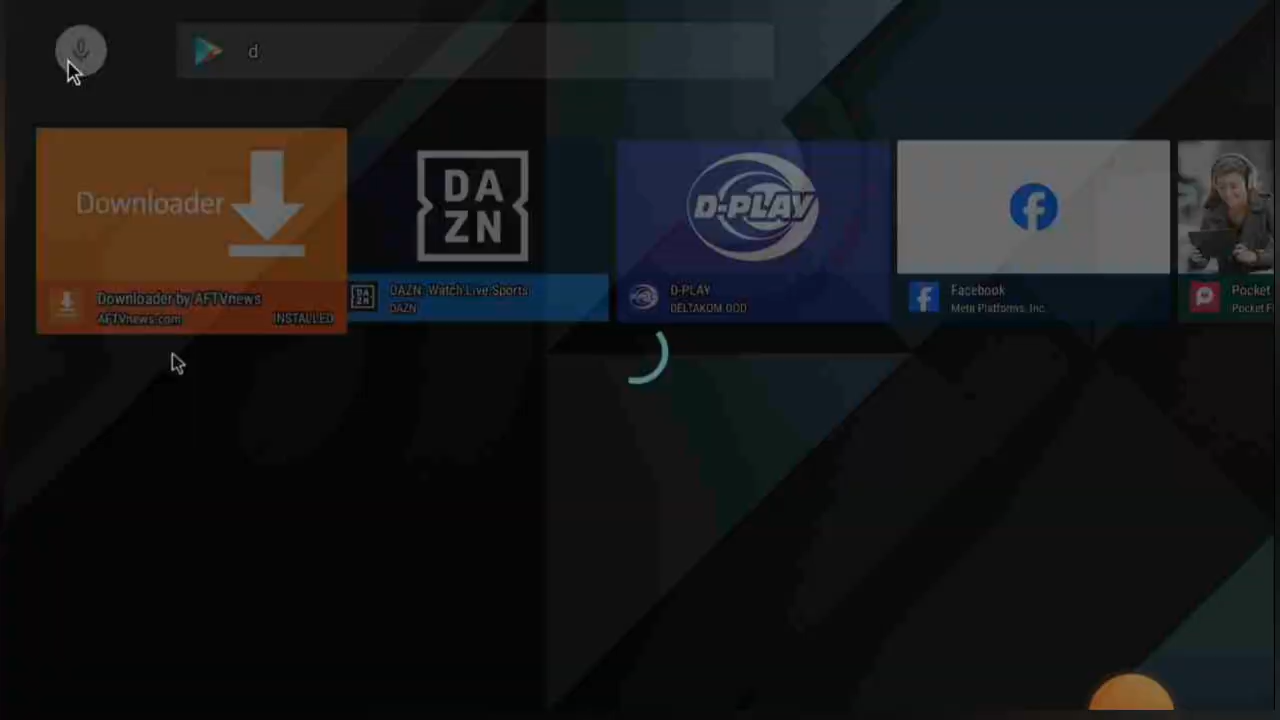 d
Downloader
DA
ZN
D-PLAY
Downloader by AFTVnews
AFTVnews.com
INSTALLED
DAZN: Watch Live Sports
DAZN
D-PLAY
DELTAKOM OOD
Facebook
Meta Platforms, Inc.
Pocket
Pocket